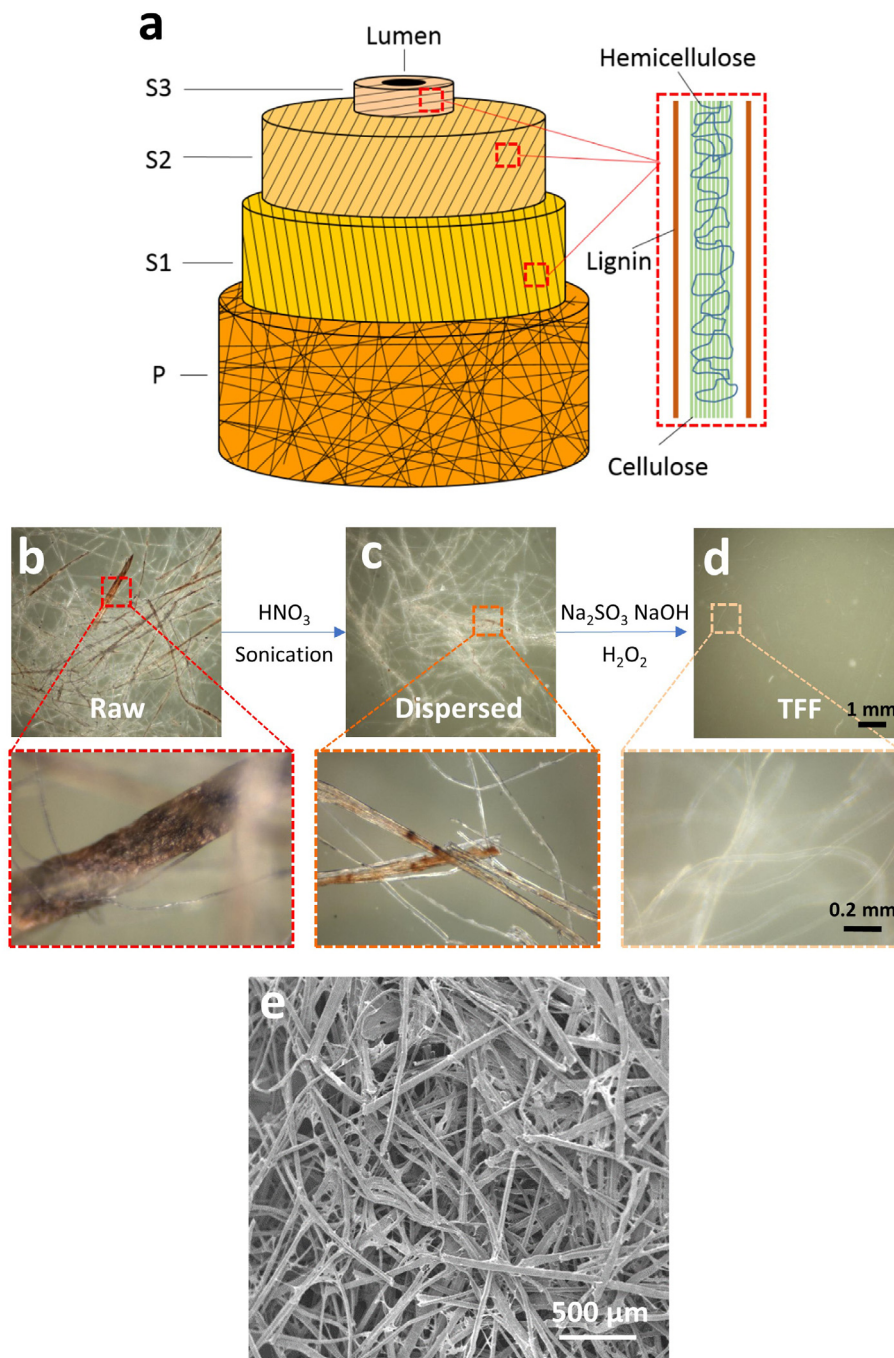 a
Lumen
S3
S2
S1
P
Hemicellulose
Lignin
Cellulose
b
Raw
HNO3
Sonication
c
Dispersed
Na2SO3 NaOH
H2O2
d
TFF
1 mm
0.2 mm
e
500 μm